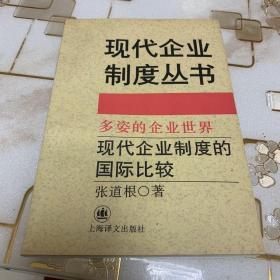 现代企业
制度丛书
多姿的企业世界
现代企业制度的
国际比较
张道根〇著
上海译文出版社